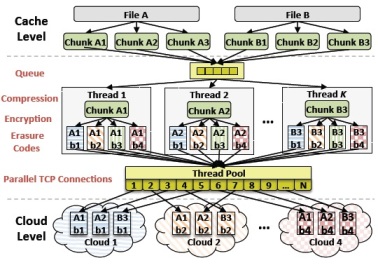 Cache
Level
File A
File B
Chunk A1
Chunk A2
Chunk A3
Chunk B1
Chunk B2
Chunk B3
Queue
Compression
Encryption
Erasure
Codes
Thread 1
Chunk A1
A1 A1 A1 A1
b1 b2 b3 b4
Thread 2
Chunk A2
A2 A2 A2 A2
b1 b2 b3 b4
...
Thread K
Chunk B3
B3 B3 B3 B3
b1 b2 b3 b4
Parallel TCP Connections
Thread Pool
1 2 3 4 5 6 7 8 9 ... N
Cloud
Level
A1 A2 B3
b1 b1 b1
Cloud 1
A1 A2 B3
b2 b2 b2
Cloud 2
...
A1 A2 B3
b4 b4 b4
Cloud 4